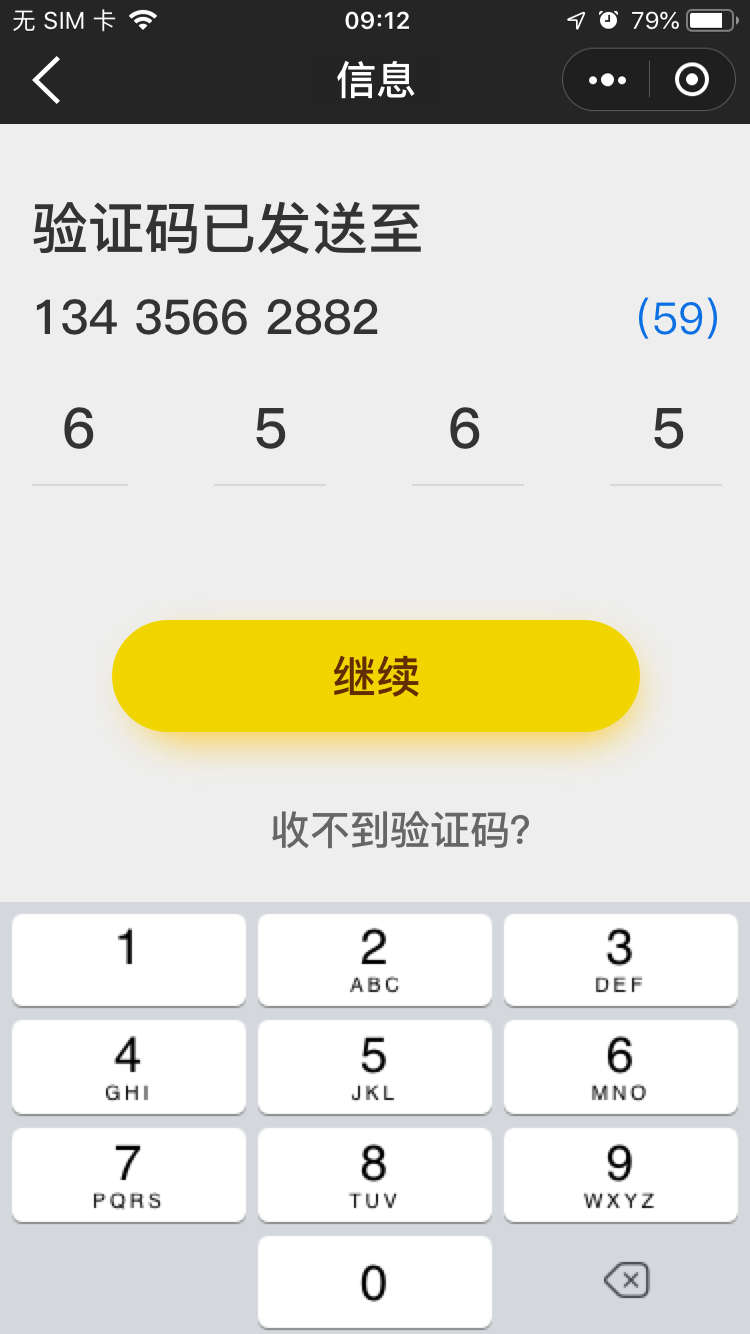 无 SIM 卡 09:12 79%
信息
验证码已发送至
134 3566 2882 (59)
6 5 6 5
继续
收不到验证码?
1 2 3
ABC DEF
4 5 6
GHI JKL MNO
7 8 9
PQRS TUV WXYZ
0